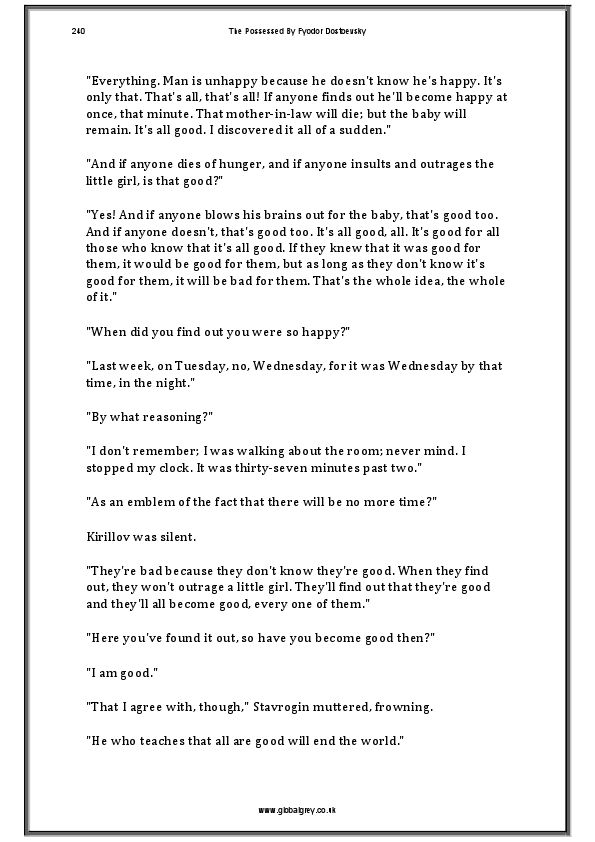 240
The Possessed By Fyodor Dostoevsky
"Everything. Man is unhappy because he doesn't know he's happy. It's
only that. That's all, that's all! If anyone finds out he'll become happy at
once, that minute. That mother-in-law will die; but the baby will
remain. It's all good. I discovered it all of a sudden."
"And if anyone dies of hunger, and if anyone insults and outrages the
little girl, is that good?"
"Yes! And if anyone blows his brains out for the baby, that's good too.
And if anyone doesn't, that's good too. It's all good, all. It's good for all
those who know that it's all good. If they knew that it was good for
them, it would be good for them, but as long as they don't know it's
good for them, it will be bad for them. That's the whole idea, the whole
of it."
"When did you find out you were so happy?"
"Last week, on Tuesday, no, Wednesday, for it was Wednesday by that
time, in the night."
"By what reasoning?"
"I don't remember; I was walking about the room; never mind. I
stopped my clock. It was thirty-seven minutes past two."
"As an emblem of the fact that there will be no more time?"
Kirillov was silent.
"They're bad because they don't know they're good. When they find
out, they won't outrage a little girl. They'll find out that they're good
and they'll all become good, every one of them."
"Here you've found it out, so have you become good then?"
"I am good."
"That I agree with, though," Stavrogin muttered, frowning.
"He who teaches that all are good will end the world."
www.globalgrey.co.uk